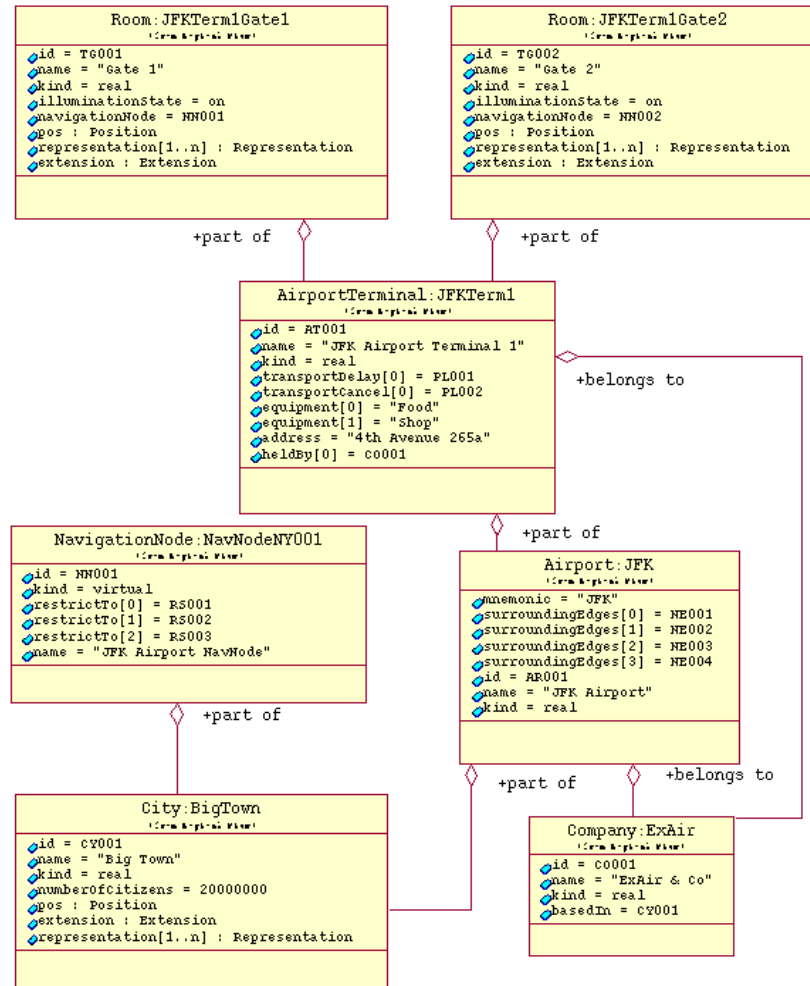 Room:JFKTerm1Gate1
id = TG001
name = "Gate 1"
kind = real
illuminationState = on
navigationNode = NN001
pos : Position
representation[1..n] : Representation
extension : Extension
Room:JFKTerm1Gate2
id = TG002
name = "Gate 2"
kind = real
illuminationState = on
navigationNode = NN002
pos : Position
representation[1..n] : Representation
extension : Extension
+part of
+part of
AirportTerminal:JFKTerm1
id = AT001
name = "JFK Airport Terminal 1"
kind = real
transportDelay[0] = PL001
transportCancel[0] = PL002
equipment[0] = "Food"
equipment[1] = "Shop"
address = "4th Avenue 265a"
heldBy[0] = CO001
+belongs to
+part of
NavigationNode:NavNodeNY001
id = NN001
kind = virtual
restrictTo[0] = RS001
restrictTo[1] = RS002
restrictTo[2] = RS003
name = "JFK Airport NavNode"
Airport:JFK
mnemonic = "JFK"
surroundingEdges[0] = NE001
surroundingEdges[1] = NE002
surroundingEdges[2] = NE003
surroundingEdges[3] = NE004
id = AR001
name = "JFK Airport"
kind = real
+part of
+part of
+belongs to
City:BigTown
id = CY001
name = "Big Town"
kind = real
numberofCitizens = 20000000
pos : Position
extension : Extension
representation[1..n] : Representation
Company:ExAir
id = CO001
name = "ExAir & Co"
kind = real
basedIn = CY001